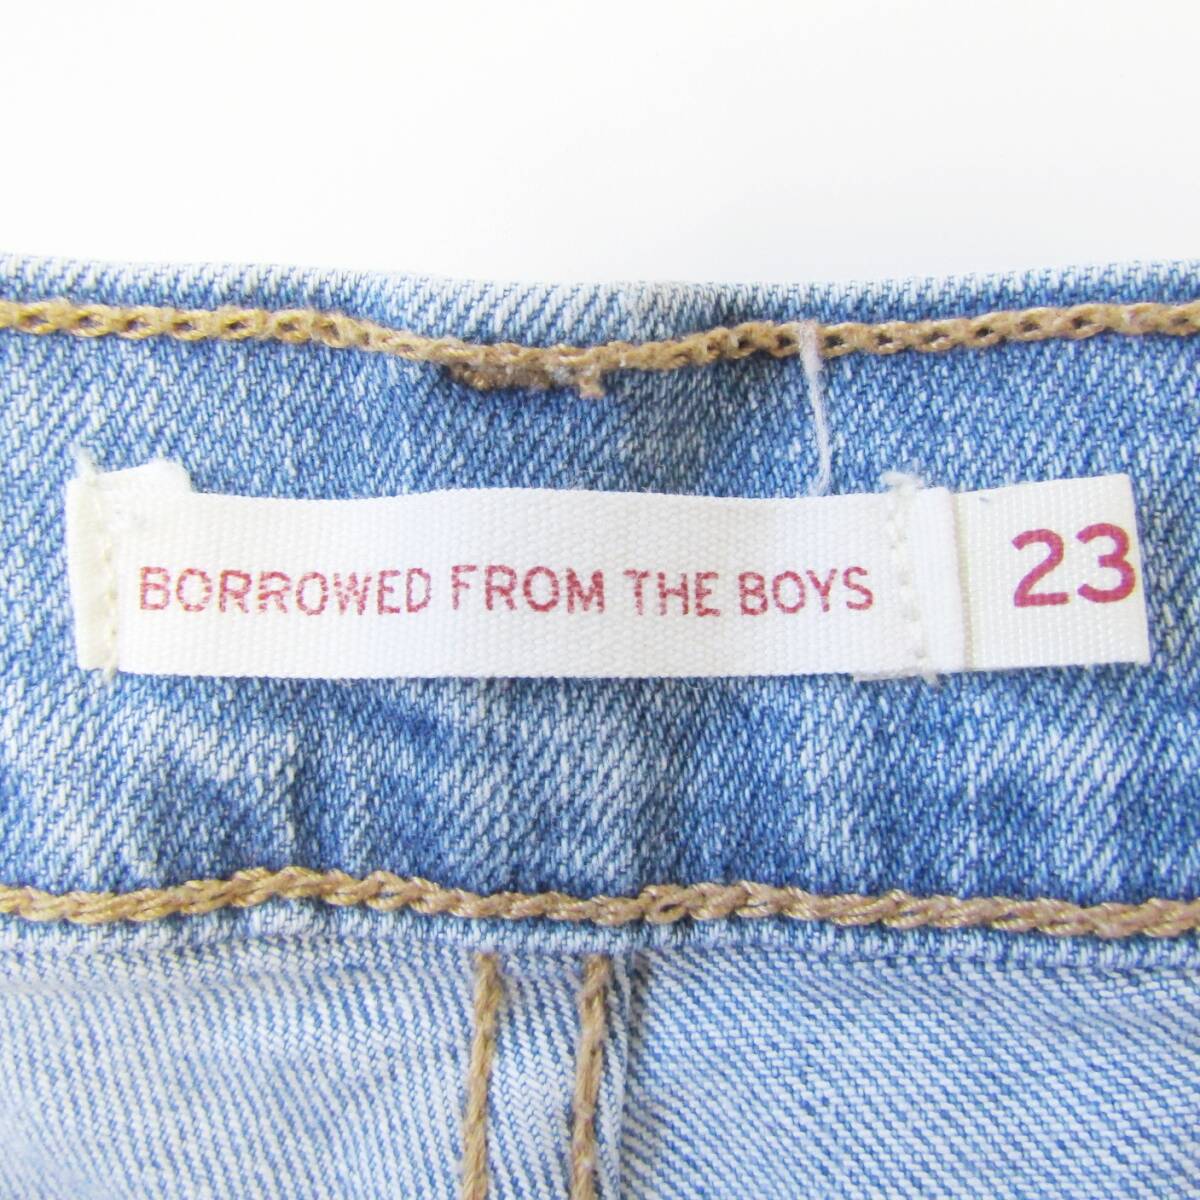 BORROWED FROM THE BOYS
23